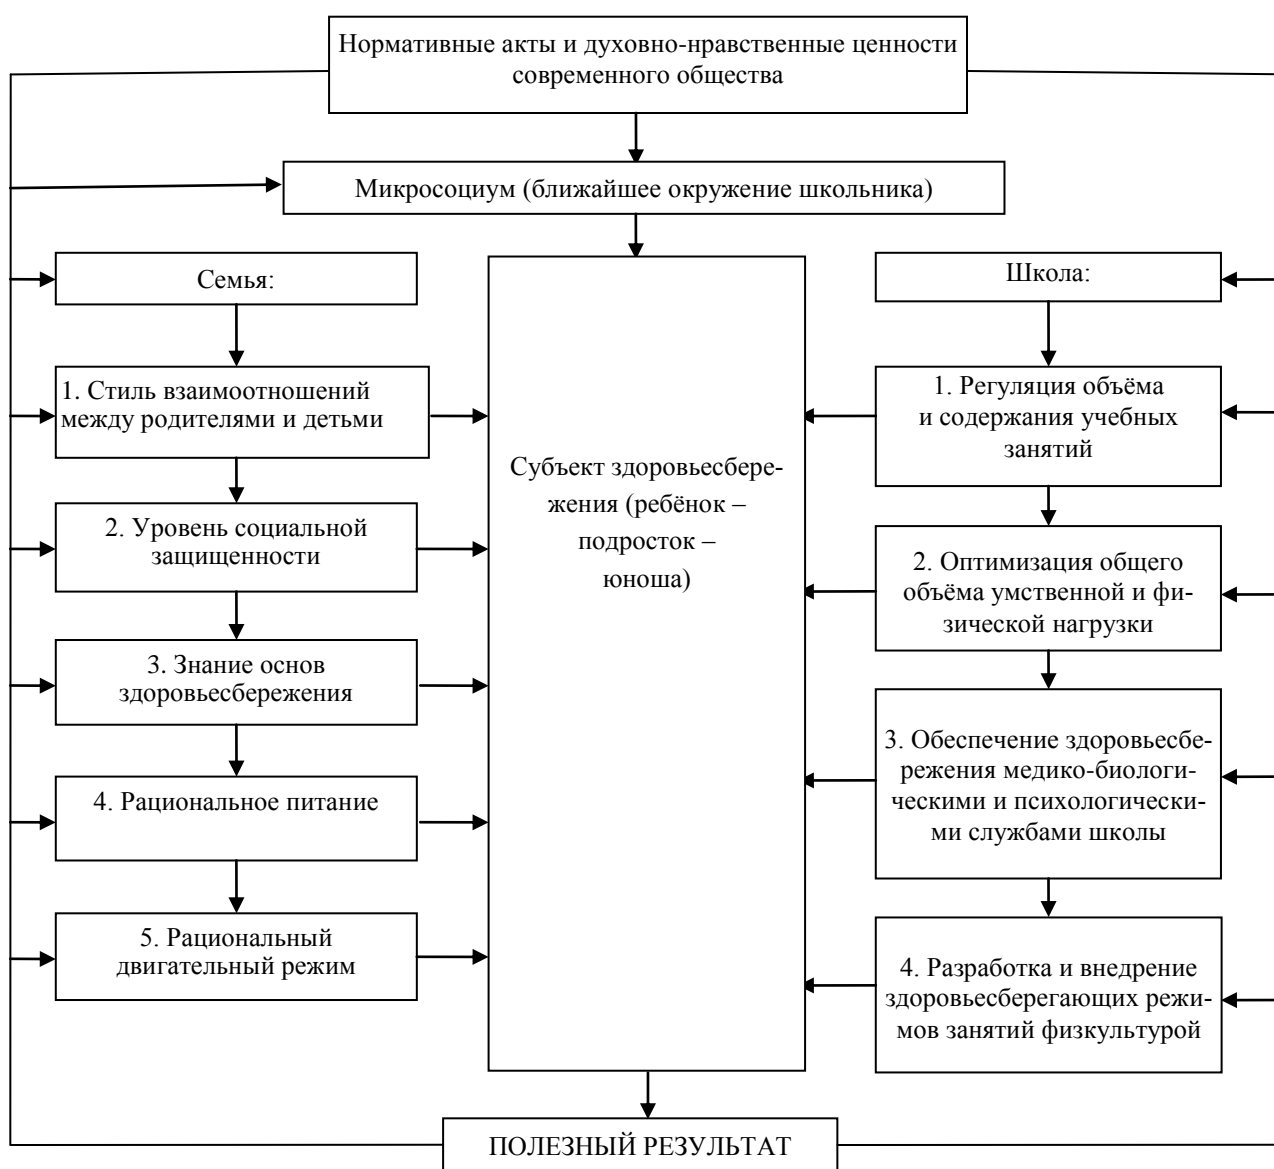 Нормативные акты и духовно-нравственные ценности
современного общества
Микросоциум (ближайшее окружение школьника)
Семья:
1. Стиль взаимоотношений
между родителями и детьми
2. Уровень социальной
защищенности
3. Знание основ
здоровьесбережения
4. Рациональное питание
5. Рациональный
двигательный режим
Субъект здоровьесбере-
жения (ребёнок –
подросток –
юноша)
Школа:
1. Регуляция объёма
и содержания учебных
занятий
2. Оптимизация общего
объёма умственной и фи-
зической нагрузки
3. Обеспечение здоровьесбе-
режения медико-биологи-
ческими и психологически-
ми службами школы
4. Разработка и внедрение
здоровьесберегающих режи-
мов занятий физкультурой
ПОЛЕЗНЫЙ РЕЗУЛЬТАТ